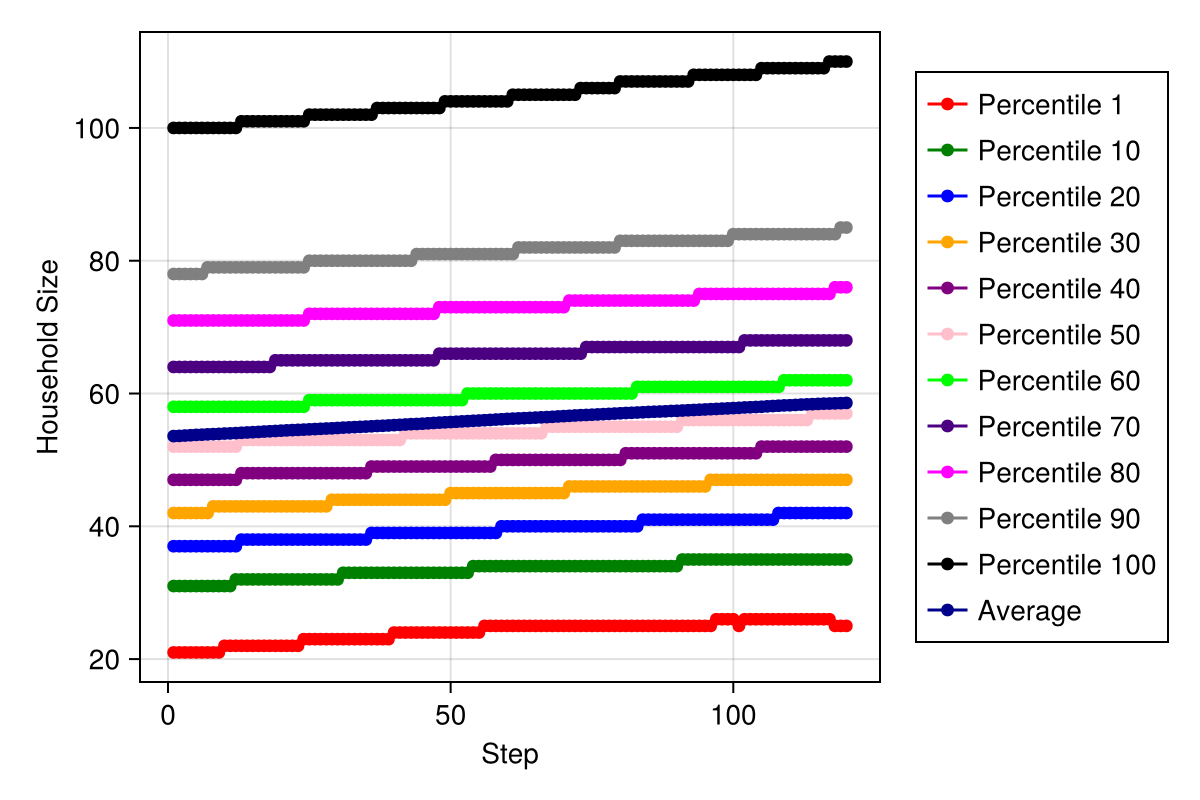 100
80
60
40
20
Household Size
0
50
100
Step
Percentile 1
Percentile 10
Percentile 20
Percentile 30
Percentile 40
Percentile 50
Percentile 60
Percentile 70
Percentile 80
Percentile 90
Percentile 100
Average